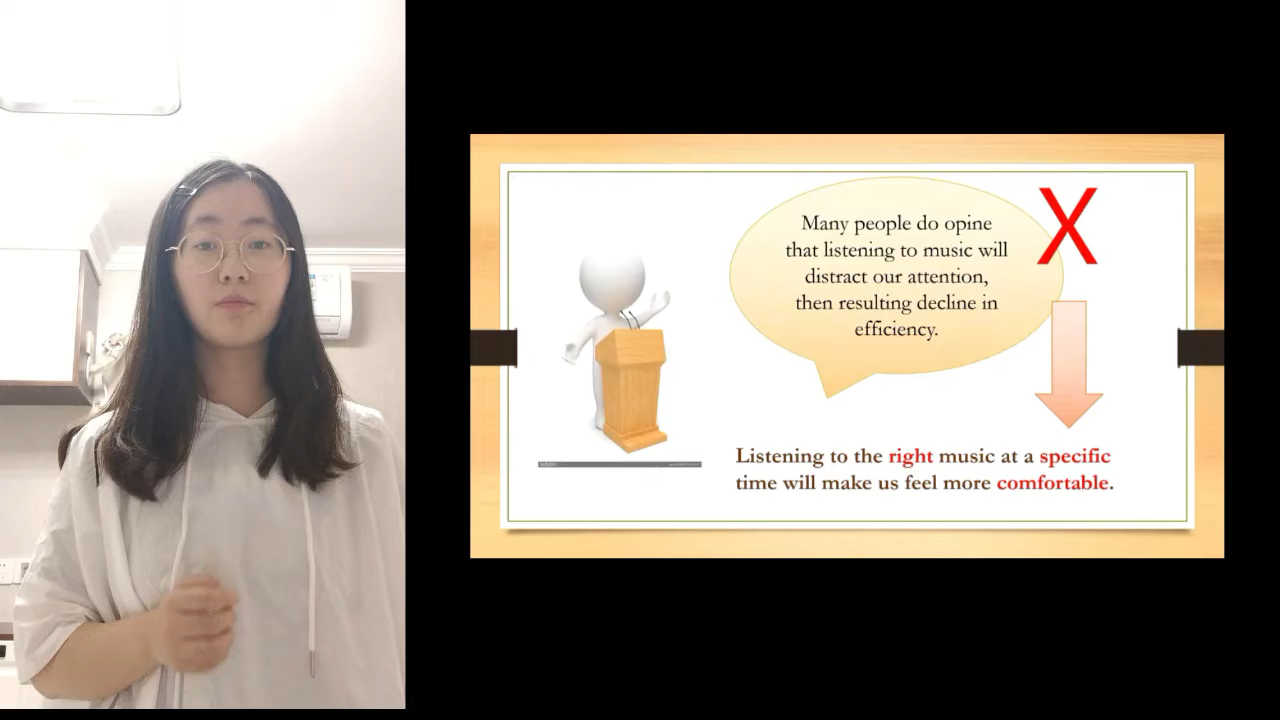 Many people do opine
that listening to music will
distract our attention,
then resulting decline in
efficiency.
X
Listening to the right music at a specific
time will make us feel more comfortable.